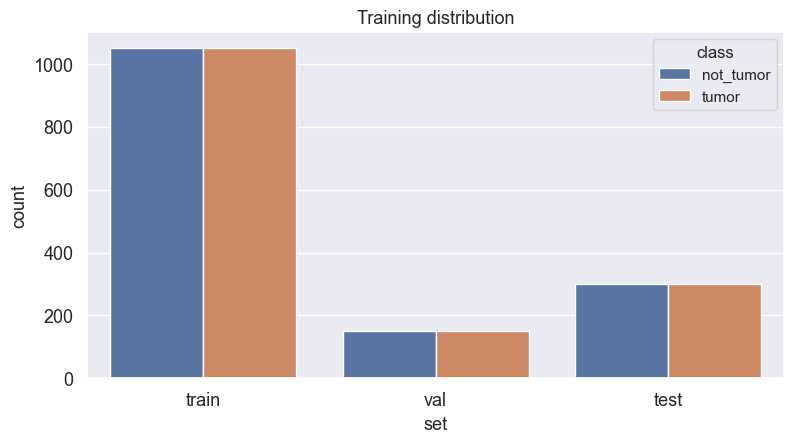 Training distribution
class
not_tumor
tumor
count
1000
800
600
400
200
0
train
val
test
set